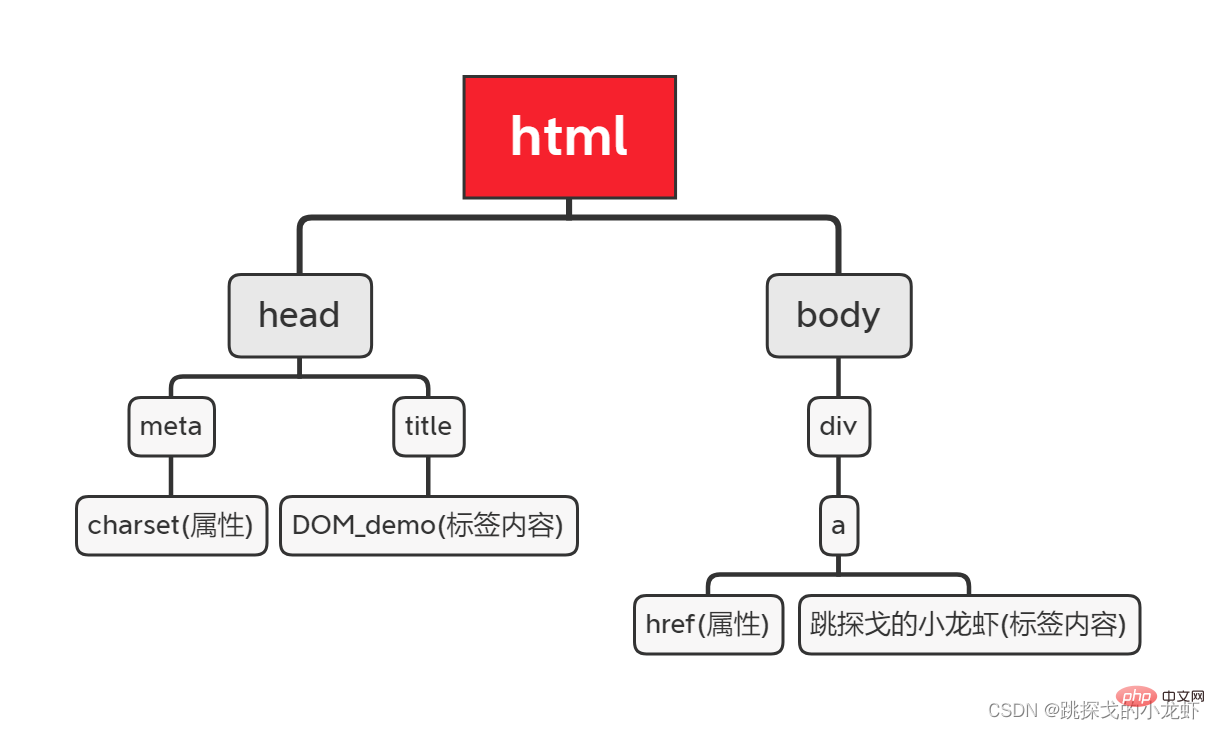 html
head
body
meta
title
div
charset(属性)
DOM_demo(标签内容)
a
href(属性)
跳探戈的小龙虾(标签内容)
php 中文网
CSDN @跳探戈的小龙虾